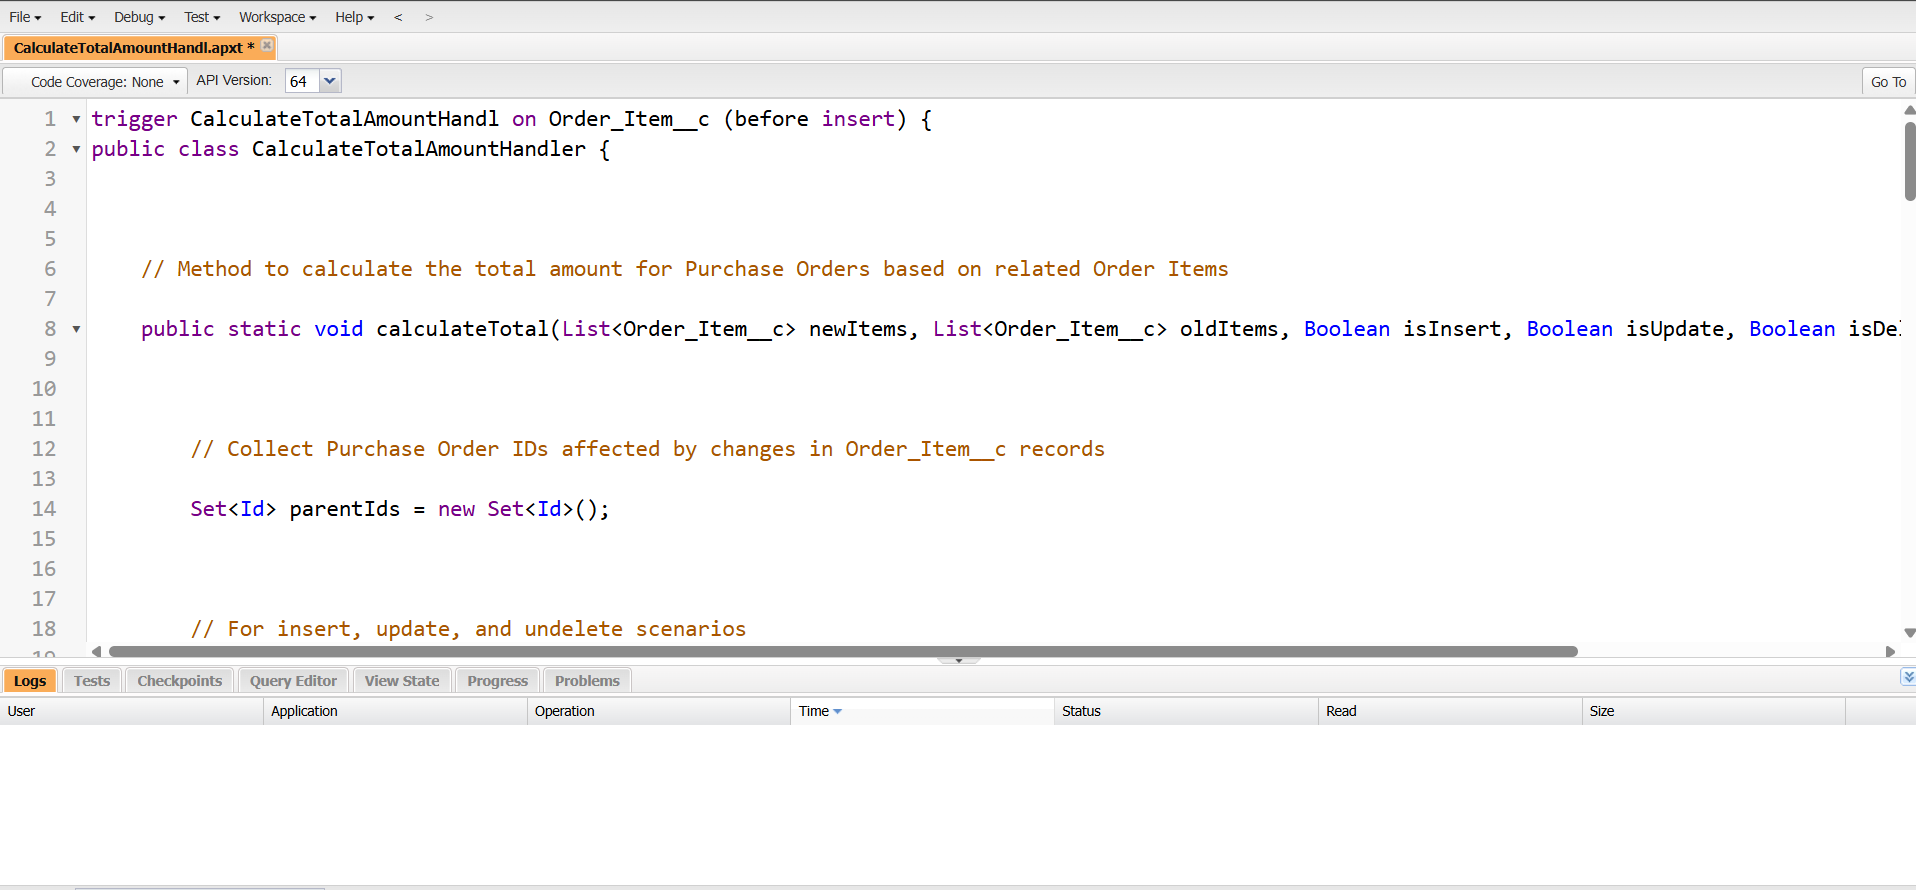 File Edit Debug Test Workspace Help < >
CalculateTotalAmountHandl.apxt *
Code Coverage: None API Version: 64 Go To
1 trigger CalculateTotalAmountHandl on Order_Item__c (before insert) {
2 public class CalculateTotalAmountHandler {
3
4
5
6 // Method to calculate the total amount for Purchase Orders based on related Order Items
7
8 public static void calculateTotal(List<Order_Item__c> newItems, List<Order_Item__c> oldItems, Boolean isInsert, Boolean isUpdate, Boolean isDel
9
10
11
12 // Collect Purchase Order IDs affected by changes in Order_Item__c records
13
14 Set<Id> parentIds = new Set<Id>();
15
16
17
18 // For insert, update, and undelete scenarios
19
Logs Tests Checkpoints Query Editor View State Progress Problems
User Application Operation Time Status Read Size